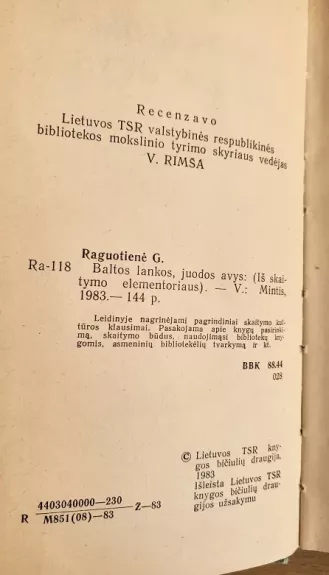 Recenzavo
Lietuvos TSR valstybinės respublikinės
bibliotekos mokslinio tyrimo skyriaus vedėjas
V. RIMŠA
Raguotienė G.
Ra-118 Baltos lankos, juodos avys: (Iš skai-
tymo elementoriaus). — V.: Mintis,
1983.— 144 p.
Leidinyje nagrinėjami pagrindiniai skaitymo kul-
tūros klausimai. Pasakojama apie knygų pasirinki-
mą, skaitymo būdus, naudojimąsi bibliotekų kny-
gomis, asmeninių bibliotekėlių tvarkymą ir kt.
BBK 88.44
028
© Lietuvos TSR kny-
gos bičiulių draugija,
1983
Išleista Lietuvos TSR
knygos bičiulių drau-
gijos užsakymu
R 4403040000—230
M851(08)—83 Z—83